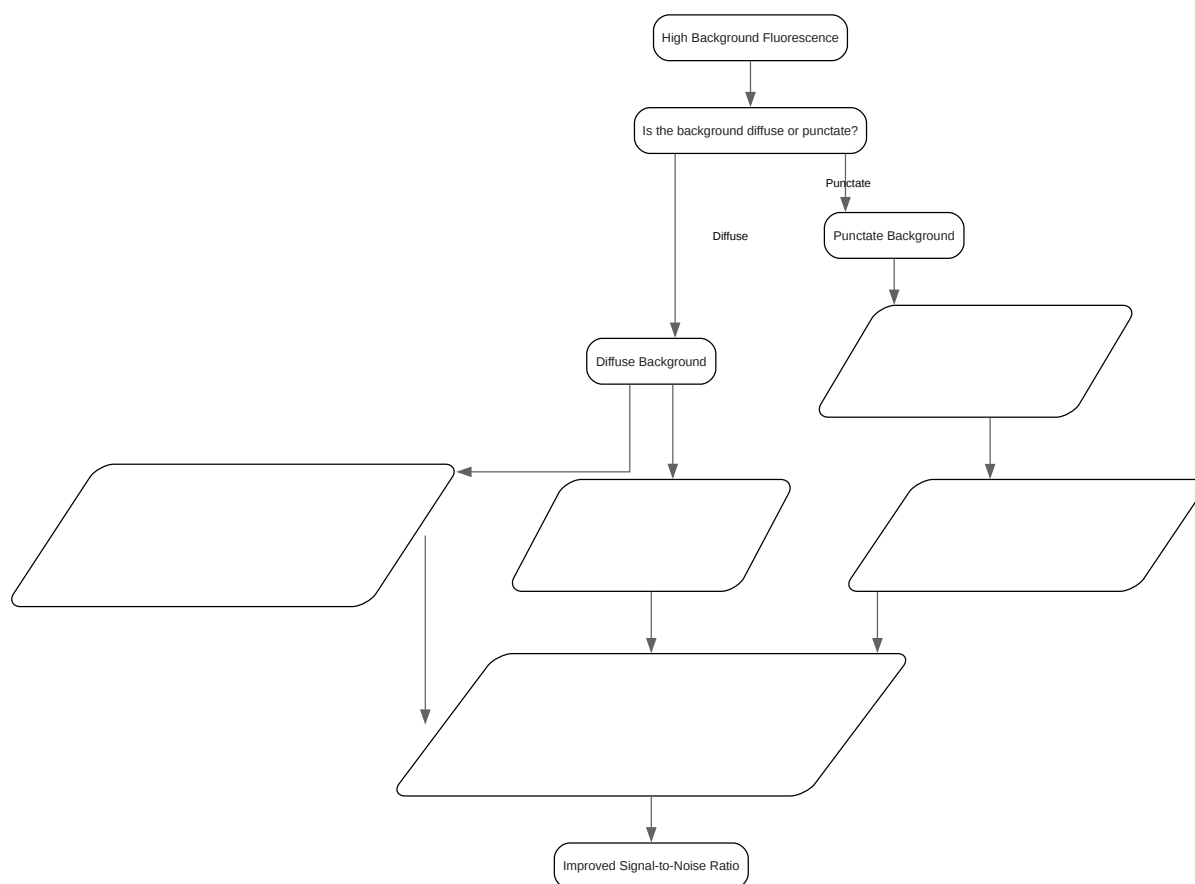 High Background Fluorescence
Is the background diffuse or punctate?
Punctate
Diffuse
Punctate Background
Diffuse Background
Improved Signal-to-Noise Ratio